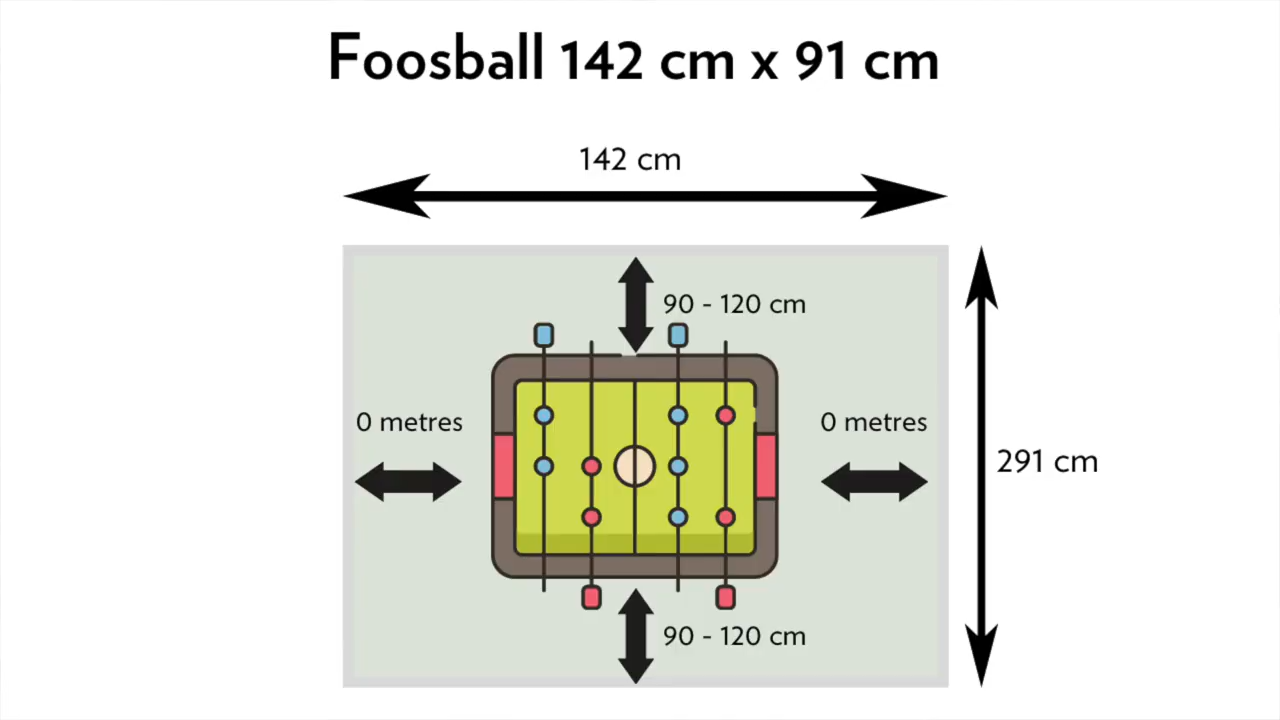 Foosball 142 cm x 91 cm
142 cm
90 - 120 cm
0 metres
0 metres
291 cm
90 - 120 cm